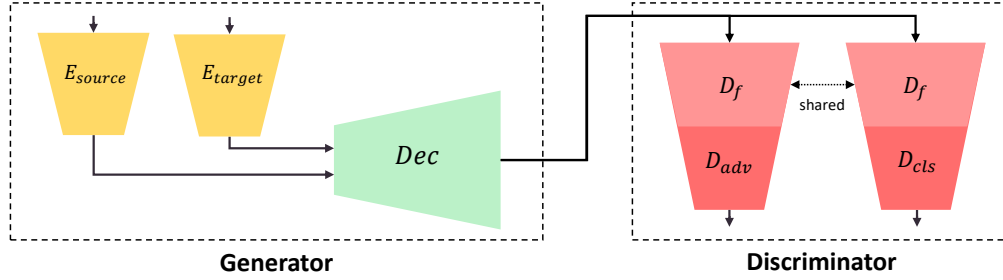 E_source
E_target
Dec
D_f
shared
D_f
D_adv
D_cls
Generator
Discriminator